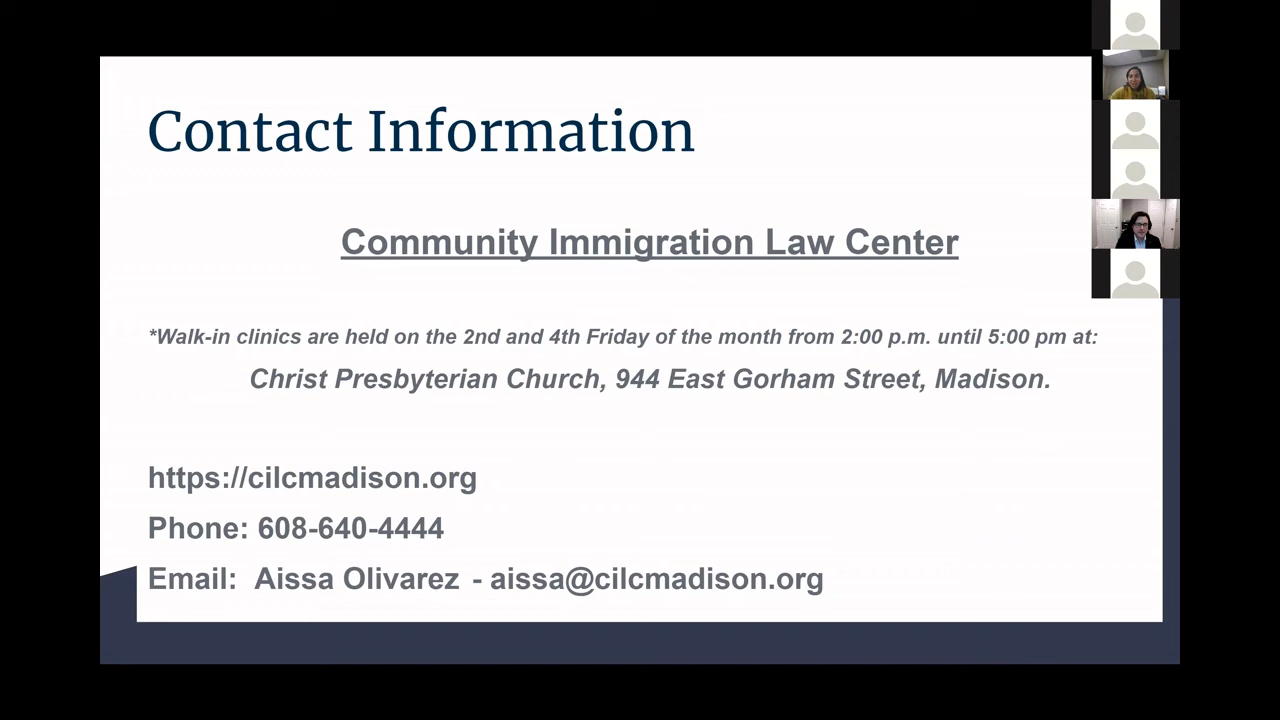 Contact Information
Community Immigration Law Center
*Walk-in clinics are held on the 2nd and 4th Friday of the month from 2:00 p.m. until 5:00 pm at:
Christ Presbyterian Church, 944 East Gorham Street, Madison.
https://cilcmadison.org
Phone: 608-640-4444
Email: Aissa Olivarez - aissa@cilcmadison.org